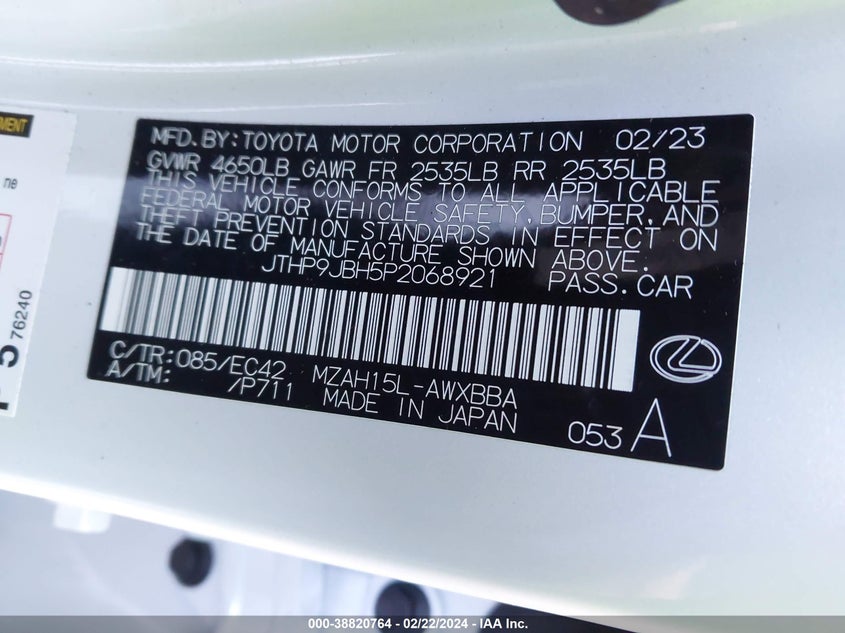 MENT
ne
5
76240
MFD.BY:TOYOTA MOTOR CORPORATION 02/23
GVWR 4650LB GAWR FR 2535LB RR 2535LB
THIS VEHICLE CONFORMS TO ALL APPLICABLE
FEDERAL MOTOR VEHICLE SAFETY,BUMPER,AND
THEFT PREVENTION STANDARDS IN EFFECT ON
THE DATE OF MANUFACTURE SHOWN ABOVE.
JTHP9JBH5P2068921 PASS.CAR
C/TR:085/EC42 MZAH15L-AWXBBA
A/TM: /P711 MADE IN JAPAN
053 A
000-38820764 - 02/22/2024 - IAA Inc.